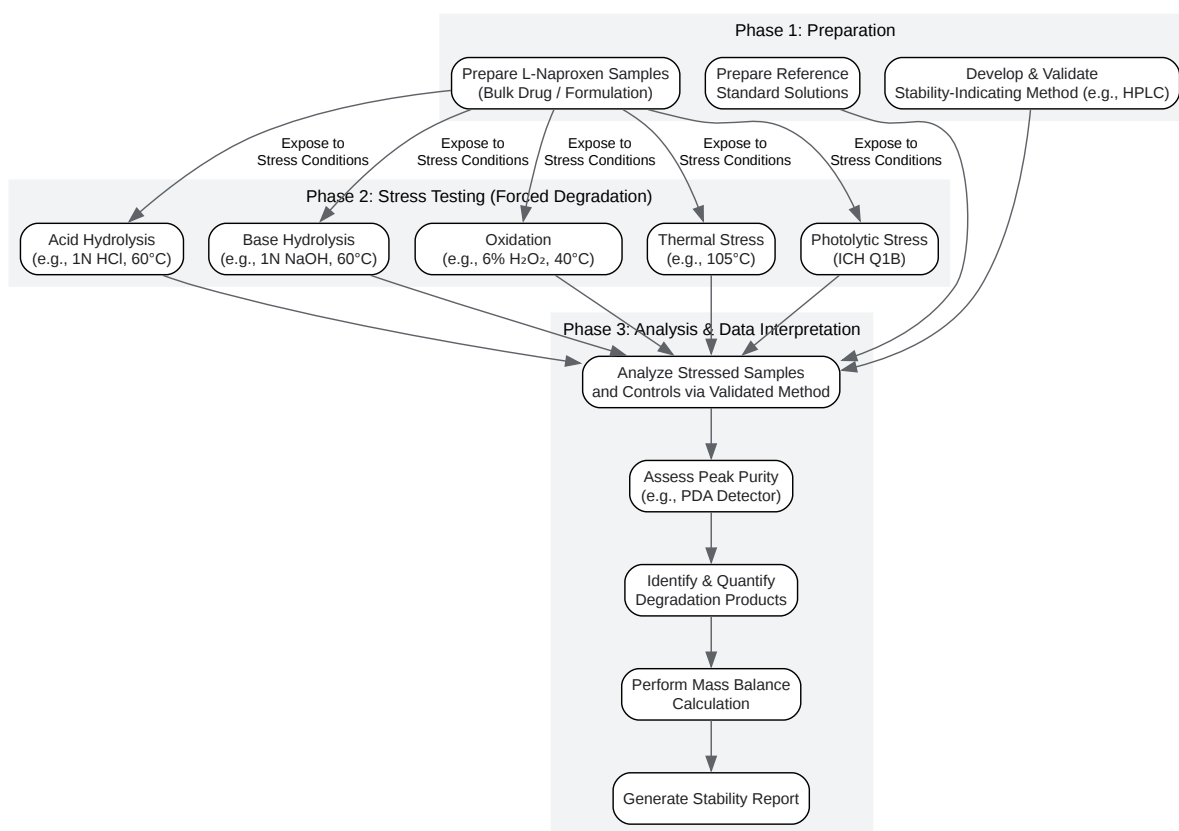 Phase 1: Preparation
Prepare L-Naproxen Samples
(Bulk Drug / Formulation)
Prepare Reference
Standard Solutions
Develop & Validate
Stability-Indicating Method (e.g., HPLC)
Expose to
Stress Conditions
Expose to
Stress Conditions
Expose to
Stress Conditions
Expose to
Stress Conditions
Expose to
Stress Conditions
Phase 2: Stress Testing (Forced Degradation)
Acid Hydrolysis
(e.g., 1N HCl, 60°C)
Base Hydrolysis
(e.g., 1N NaOH, 60°C)
Oxidation
(e.g., 6% H₂O₂, 40°C)
Thermal Stress
(e.g., 105°C)
Photolytic Stress
(ICH Q1B)
Phase 3: Analysis & Data Interpretation
Analyze Stressed Samples
and Controls via Validated Method
Assess Peak Purity
(e.g., PDA Detector)
Identify & Quantify
Degradation Products
Perform Mass Balance
Calculation
Generate Stability Report